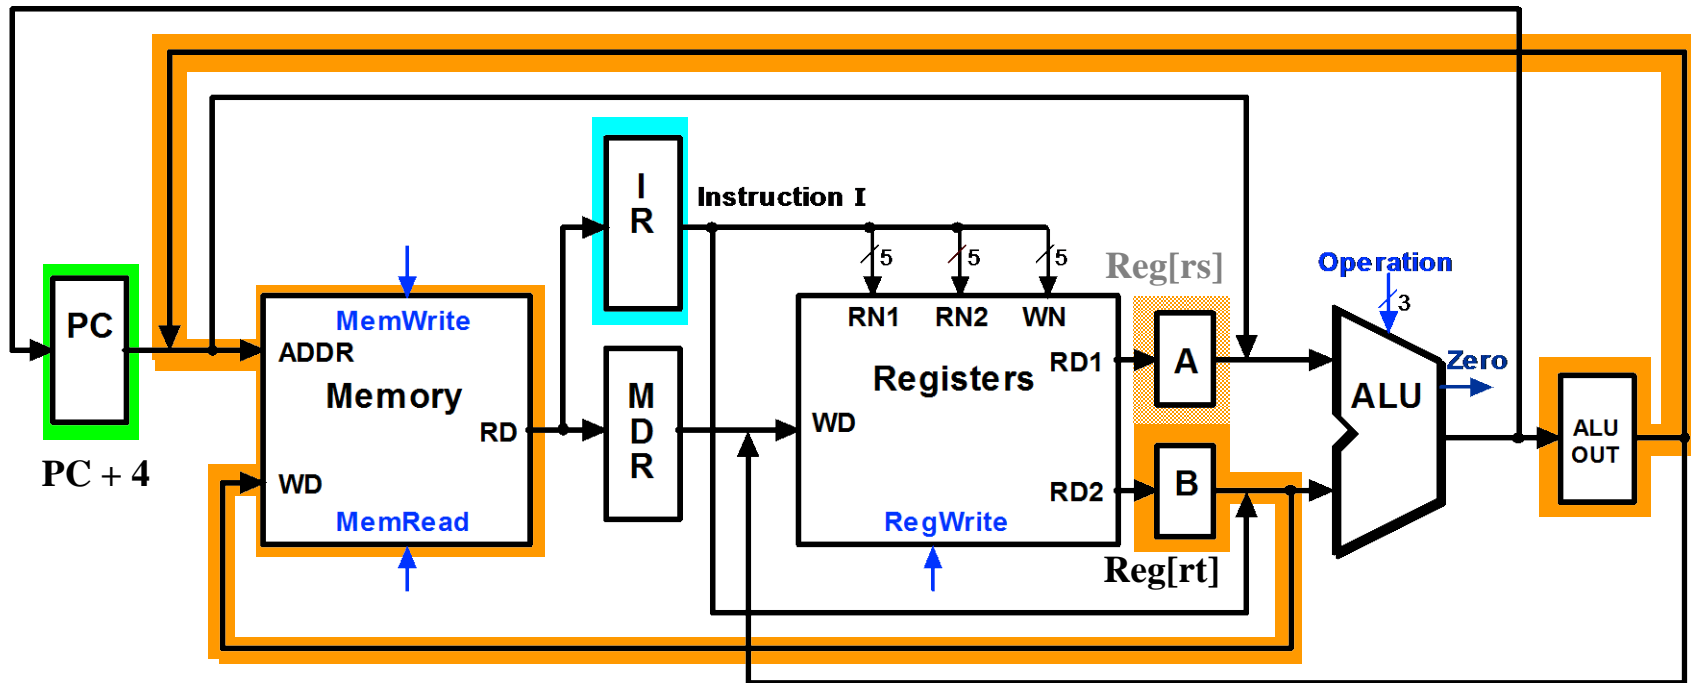 I
R
Instruction I
5
5
5
Reg[rs]
Operation
3
PC
MemWrite
RN1
RN2
WN
ADDR
RD1
A
Zero
Memory
Registers
ALU
M
D
R
RD
WD
ALU
OUT
PC + 4
WD
RD2
B
MemRead
RegWrite
Reg[rt]